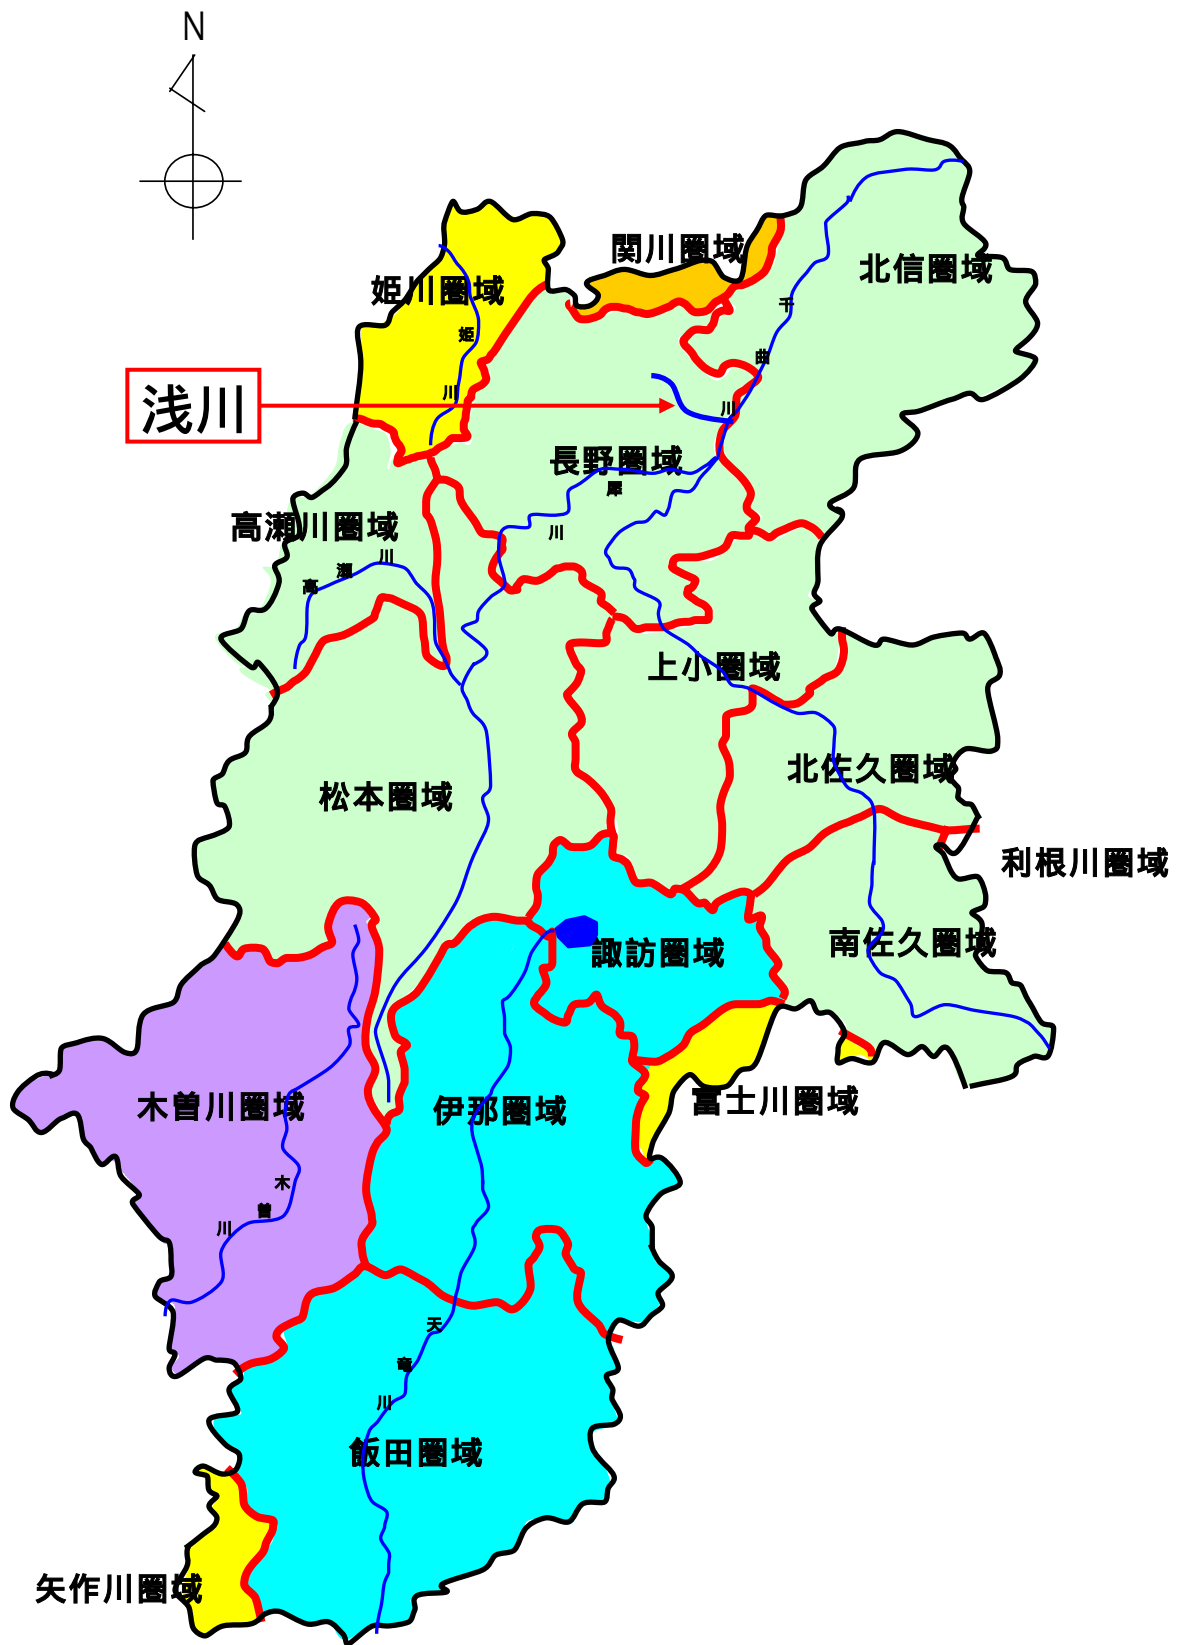 N
関川圏域
北信圏域
姫川圏域
千
姫
曲
川
浅川
川
長野圏域
犀
川
高瀬川圏域
川
瀬
高
上小圏域
北佐久圏域
松本圏域
利根川圏域
南佐久圏域
諏訪圏域
木曽川圏域
伊那圏域
富士川圏域
木
曽
川
天
竜
川
飯田圏域
矢作川圏域